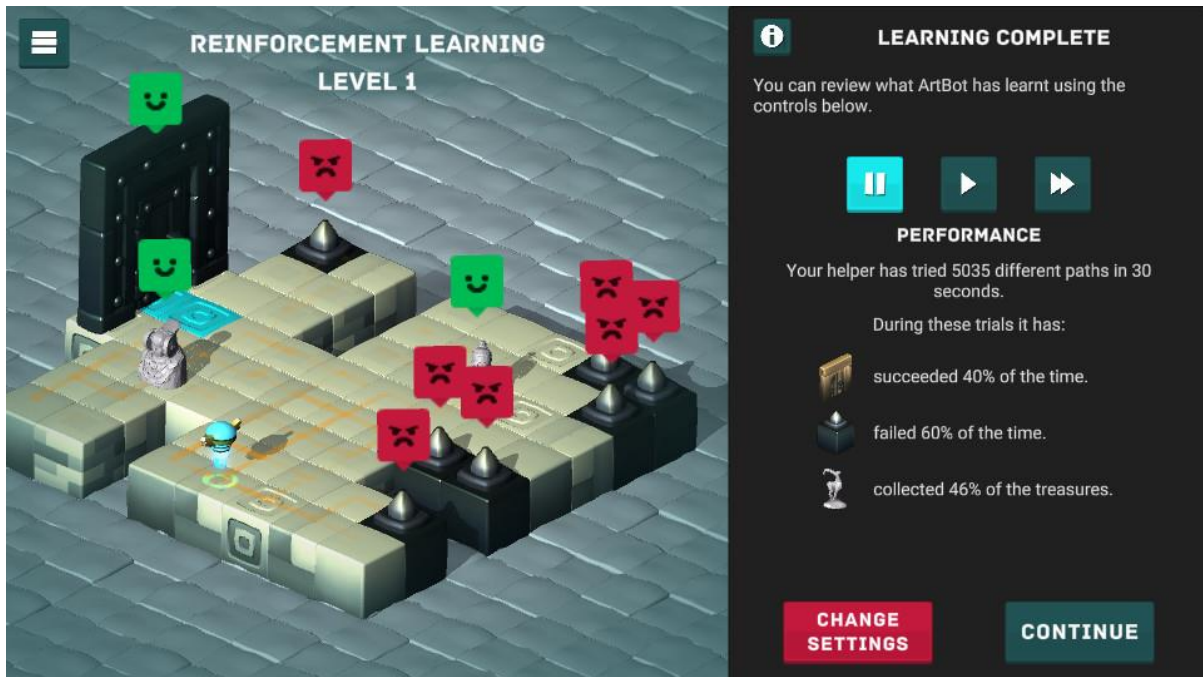 REINFORCEMENT LEARNING
LEVEL 1
LEARNING COMPLETE
You can review what ArtBot has learnt using the
controls below.
PERFORMANCE
Your helper has tried 5035 different paths in 30
seconds.
During these trials it has:
succeeded 40% of the time.
failed 60% of the time.
collected 46% of the treasures.
CHANGE
SETTINGS
CONTINUE